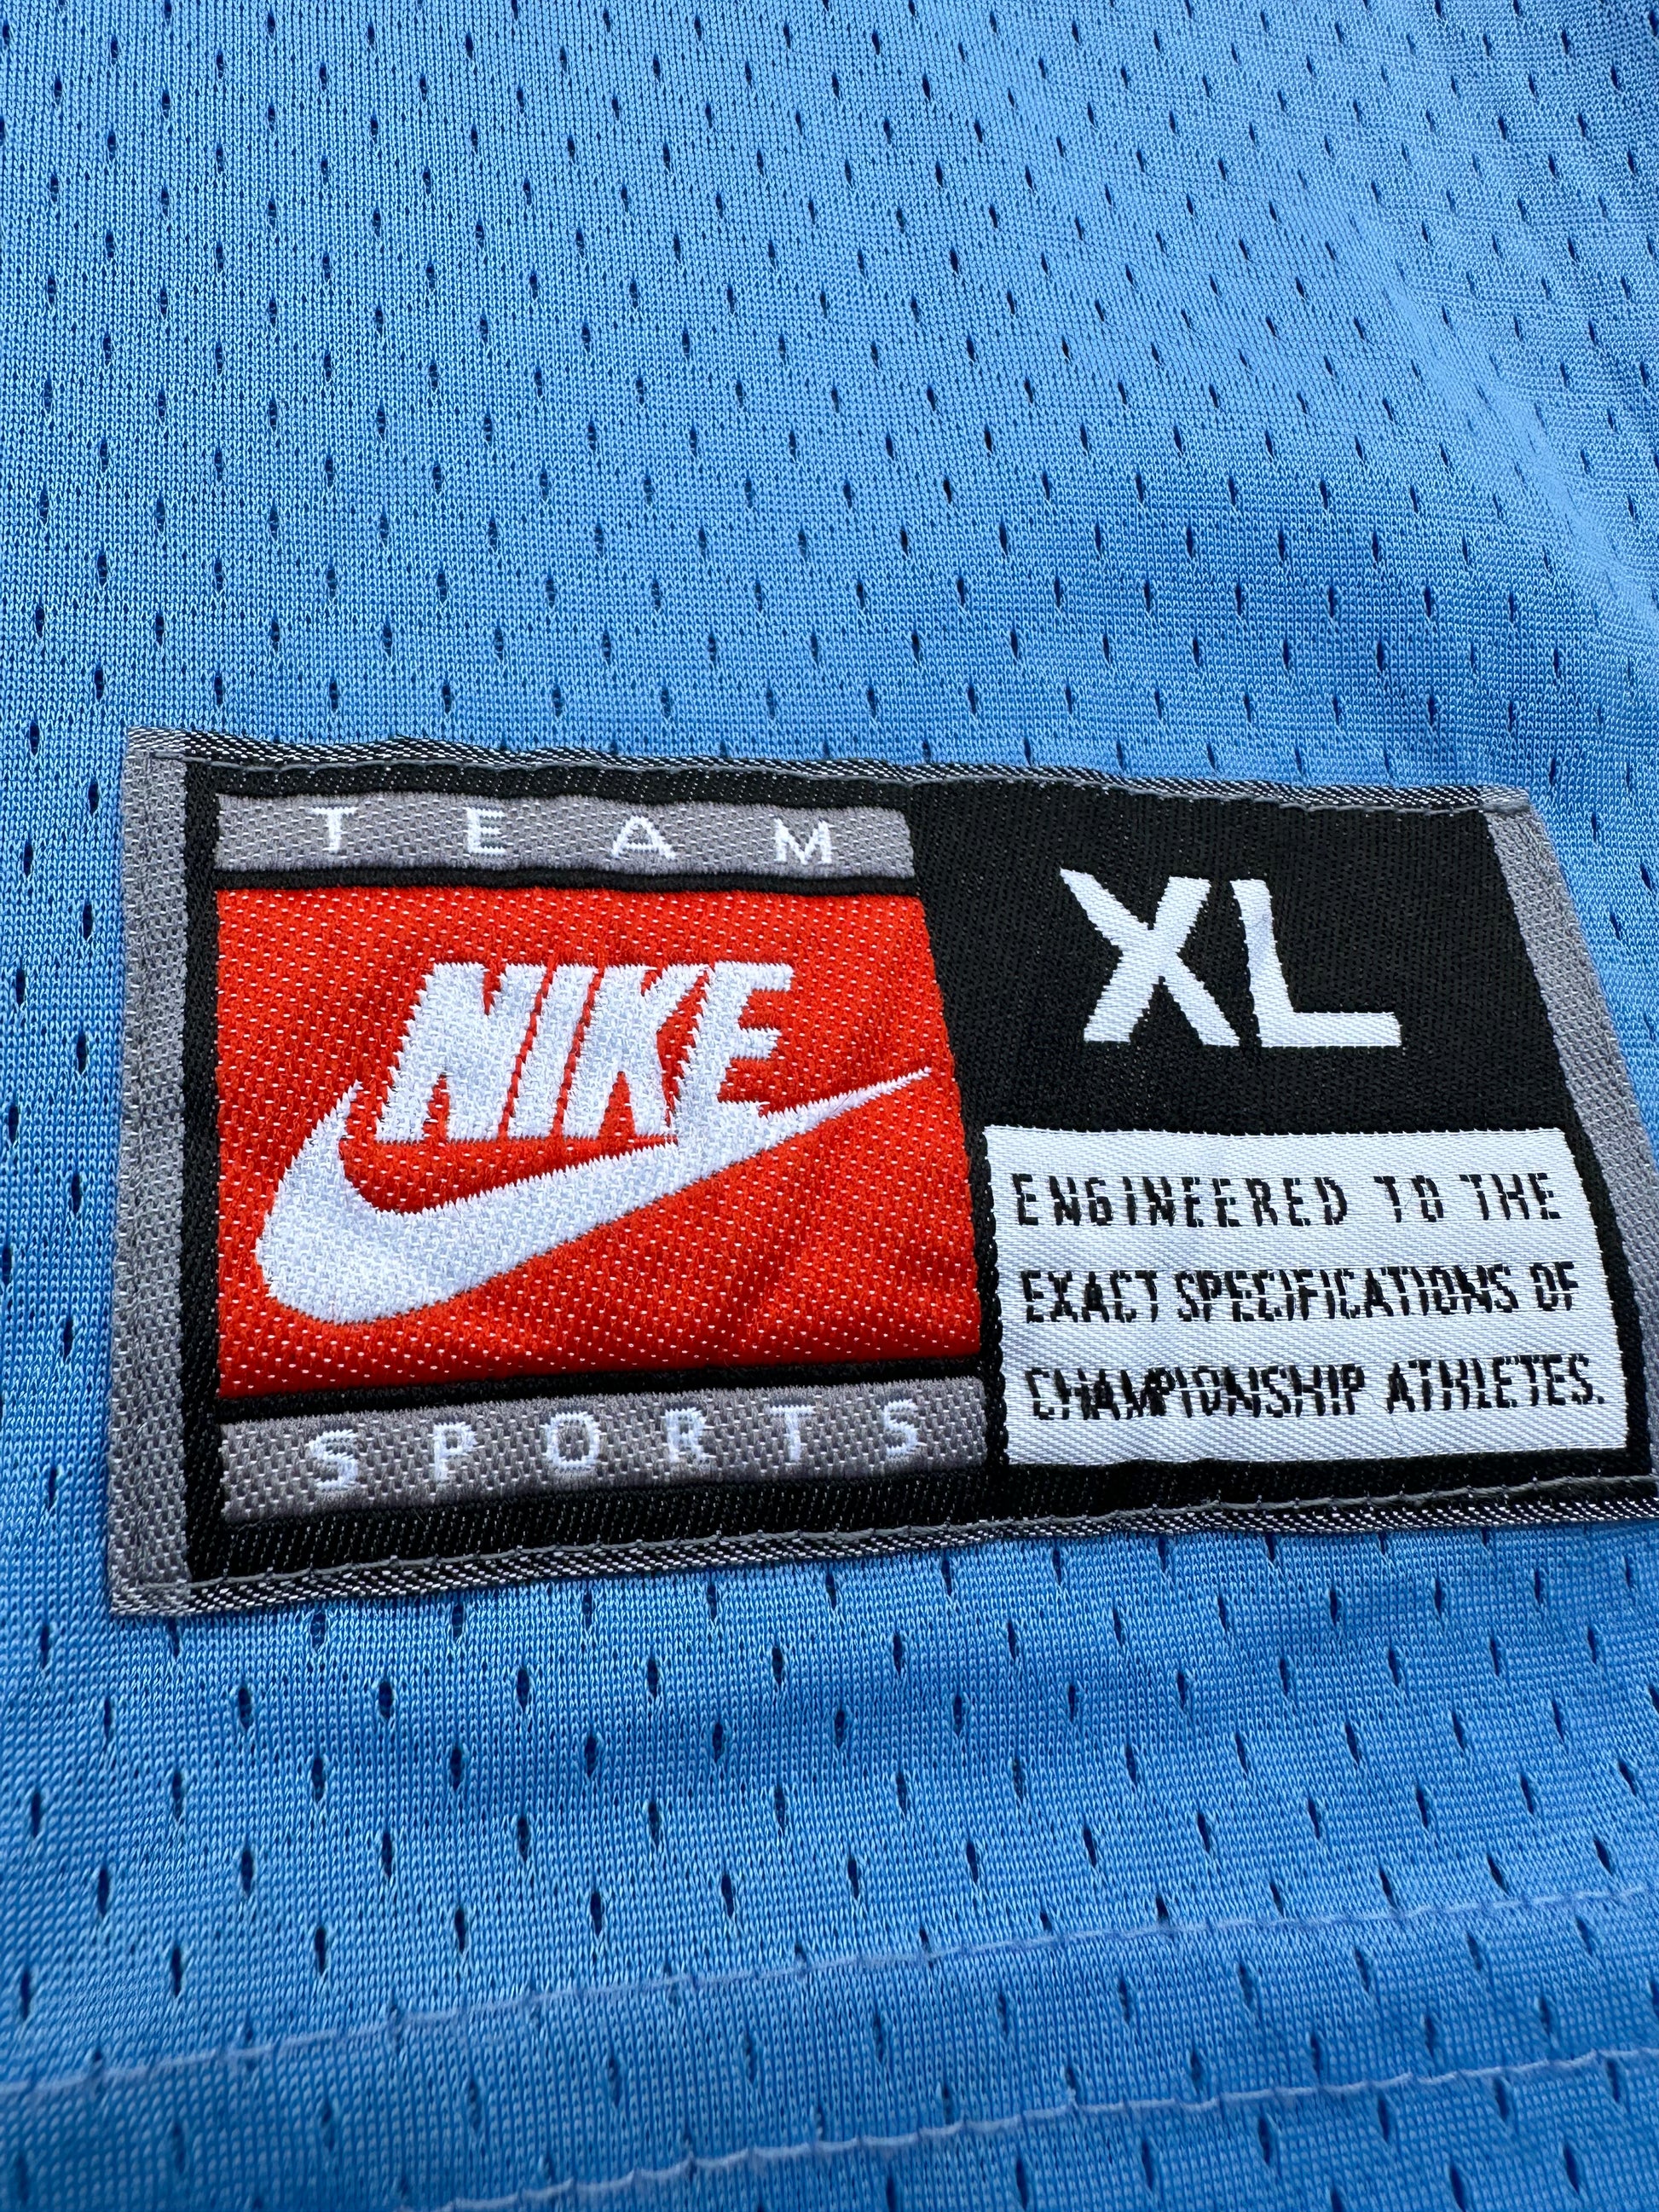 TEAM
NIKE
SPORTS
XL
ENGINEERED TO THE
EXACT SPECIFICATIONS OF
CHAMPIONSHIP ATHLETES.